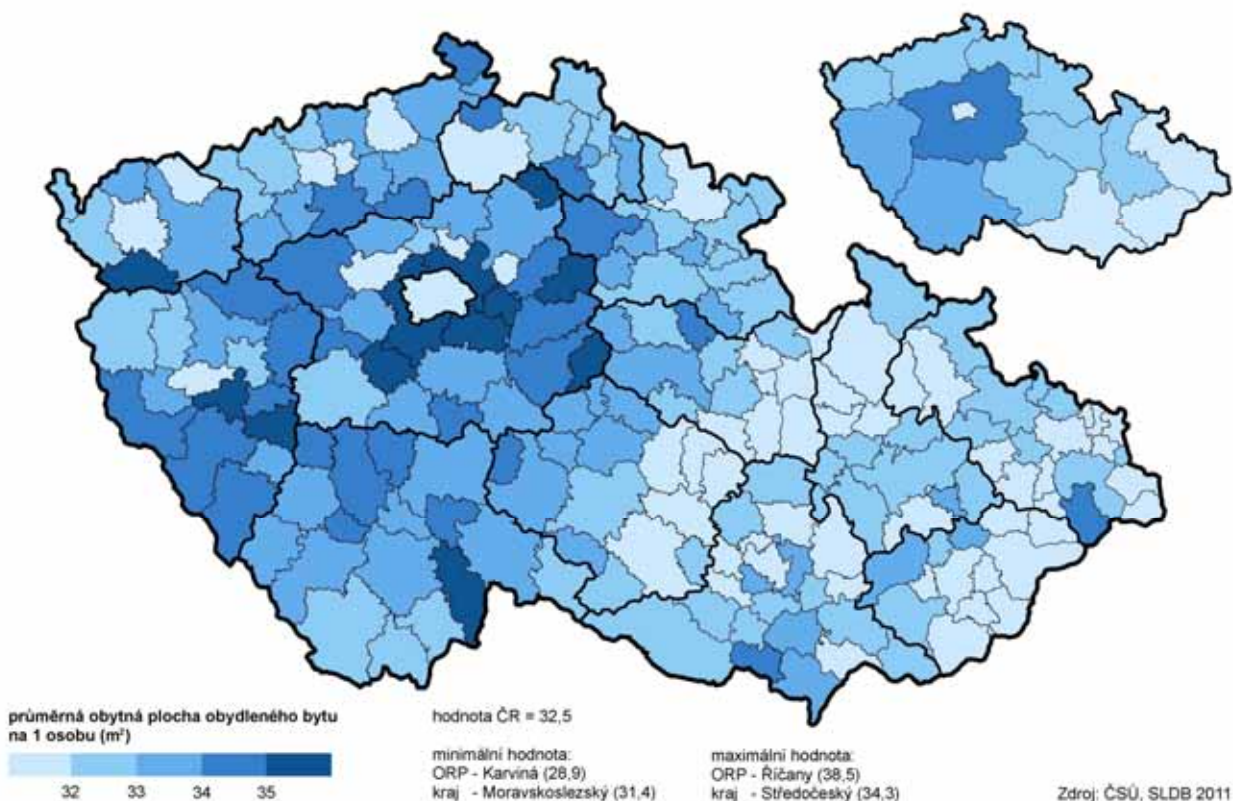 průměrná obytná plocha obydleného bytu
na 1 osobu (m²)
32 33 34 35
hodnota ČR = 32,5
minimální hodnota:
ORP - Karviná (28,9)
kraj - Moravskoslezský (31,4)
maximální hodnota:
ORP - Říčany (38,5)
kraj - Středočeský (34,3)
Zdroj: ČSÚ, SLDB 2011